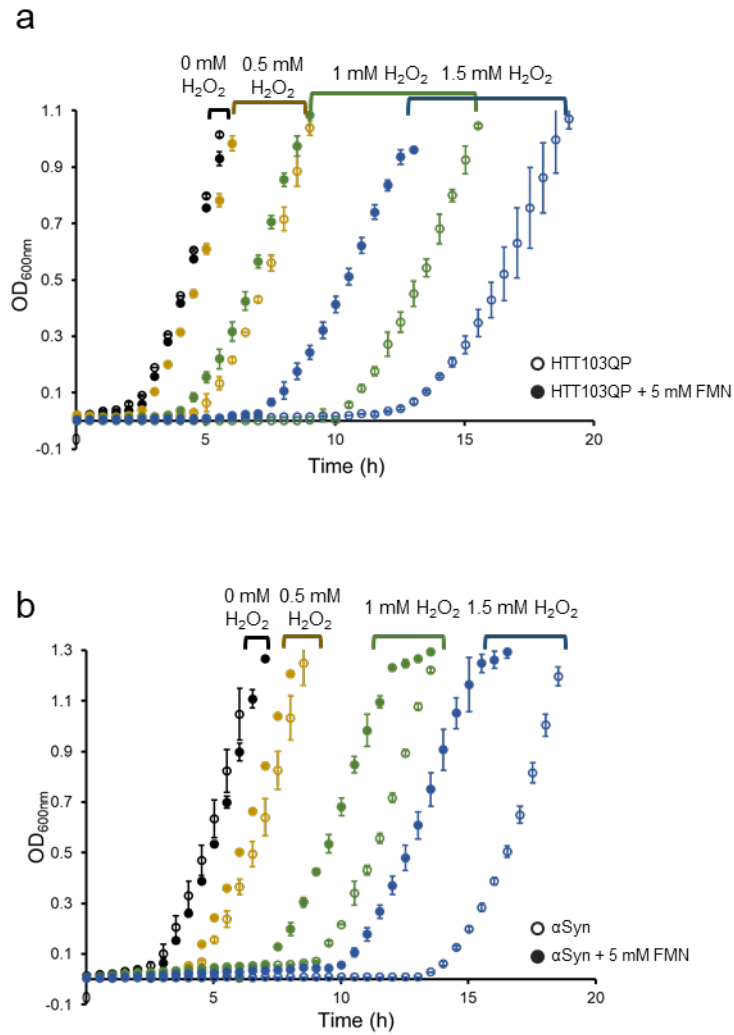 a
0 mM
H₂O₂
0.5 mM
H₂O₂
1 mM H₂O₂
1.5 mM H₂O₂
1.1
0.9
0.7
0.5
0.3
0.1
-0.1
OD600nm
HTT103QP
HTT103QP + 5 mM FMN
0
5
10
15
20
Time (h)
b
0 mM
H₂O₂
0.5 mM
H₂O₂
1 mM H₂O₂
1.5 mM H₂O₂
1.3
1.1
0.9
0.7
0.5
0.3
0.1
-0.1
OD600nm
αSyn
αSyn + 5 mM FMN
0
5
10
15
20
Time (h)